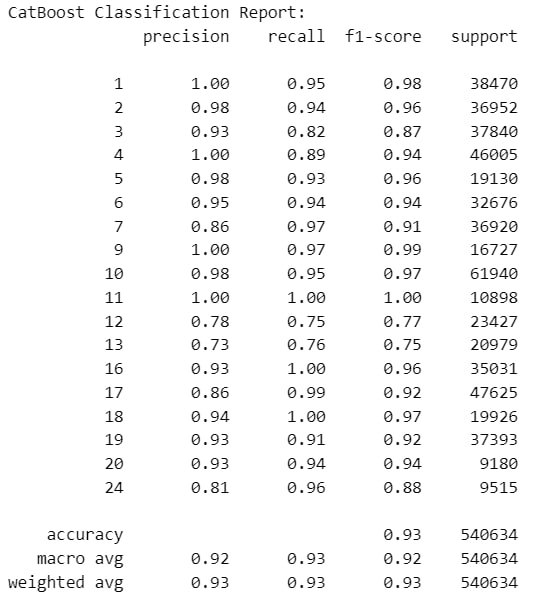 CatBoost Classification Report:
precision recall f1-score support
1 1.00 0.95 0.98 38470
2 0.98 0.94 0.96 36952
3 0.93 0.82 0.87 37840
4 1.00 0.89 0.94 46005
5 0.98 0.93 0.96 19130
6 0.95 0.94 0.94 32676
7 0.86 0.97 0.91 36920
9 1.00 0.97 0.99 16727
10 0.98 0.95 0.97 61940
11 1.00 1.00 1.00 10898
12 0.78 0.75 0.77 23427
13 0.73 0.76 0.75 20979
16 0.93 1.00 0.96 35031
17 0.86 0.99 0.92 47625
18 0.94 1.00 0.97 19926
19 0.93 0.91 0.92 37393
20 0.93 0.94 0.94 9180
24 0.81 0.96 0.88 9515
accuracy 0.93 540634
macro avg 0.92 0.93 0.92 540634
weighted avg 0.93 0.93 0.93 540634